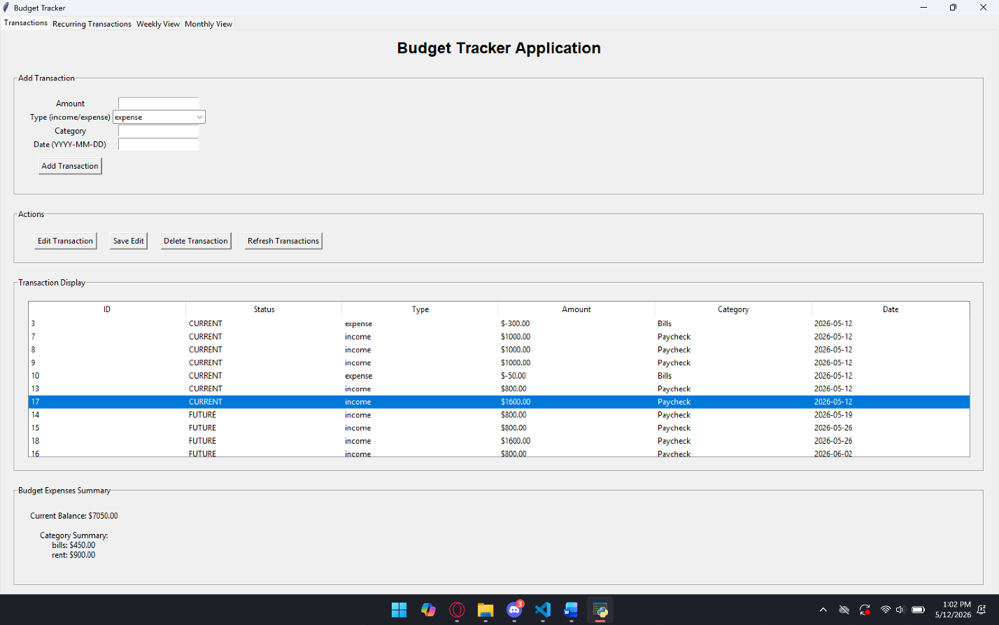 Budget Tracker
Transactions Recurring Transactions Weekly View Monthly View
Budget Tracker Application
Add Transaction
Amount
Type (income/expense) expense
Category
Date (YYYY-MM-DD)
Add Transaction
Actions
Edit Transaction Save Edit Delete Transaction Refresh Transactions
Transaction Display
ID Status Type Amount Category Date
3 CURRENT expense $-300.00 Bills 2026-05-12
7 CURRENT income $1000.00 Paycheck 2026-05-12
8 CURRENT income $1000.00 Paycheck 2026-05-12
9 CURRENT income $1000.00 Paycheck 2026-05-12
10 CURRENT expense $-50.00 Bills 2026-05-12
13 CURRENT income $800.00 Paycheck 2026-05-12
17 CURRENT income $1600.00 Paycheck 2026-05-12
14 FUTURE income $800.00 Paycheck 2026-05-19
15 FUTURE income $800.00 Paycheck 2026-05-26
18 FUTURE income $1600.00 Paycheck 2026-05-26
16 FUTURE income $800.00 Paycheck 2026-06-02
Budget Expenses Summary
Current Balance: $7050.00
Category Summary:
bills: $450.00
rent: $900.00
3
W
1:02 PM
5/12/2026